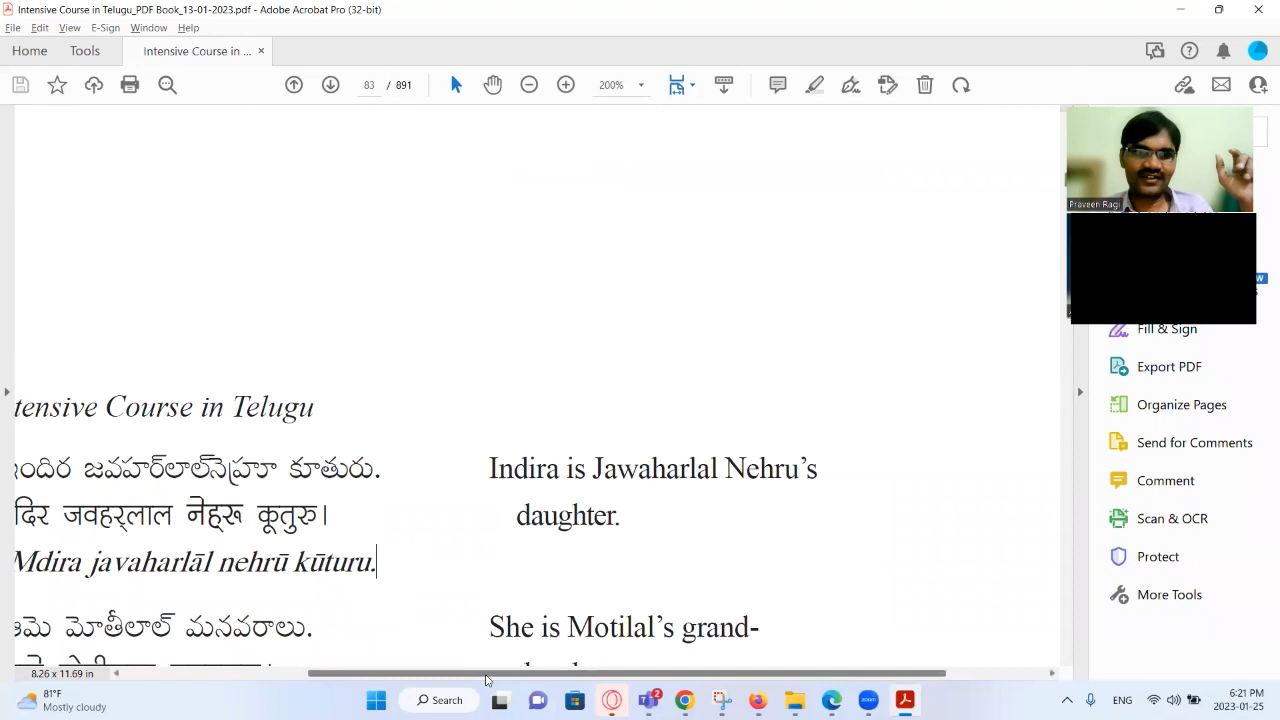 Intensive Course in Telugu_PDF Book_13-01-2023.pdf - Adobe Acrobat Pro (32-bit)
File Edit View E-Sign Window Help
Home Tools Intensive Course in ... ×
83 / 891 200%
Praveen Ragi
Fill & Sign
Export PDF
Organize Pages
Send for Comments
Comment
Scan & OCR
Protect
More Tools
tensive Course in Telugu
ఇందిర జవహర్‌లాల్‌నెహ్రూ కూతురు.
Indira is Jawaharlal Nehru’s
दिर जवहर्‌लाल नेह्‌रू कूतुरु।
daughter.
Mdira javaharlāl nehrū kūturu.
ఆమె మోతీలాల్ మనవరాలు.
She is Motilal’s grand-
8.26 x 11.69 in
81°F
Mostly cloudy
Search
2
ENG
6:21 PM
2023-01-25